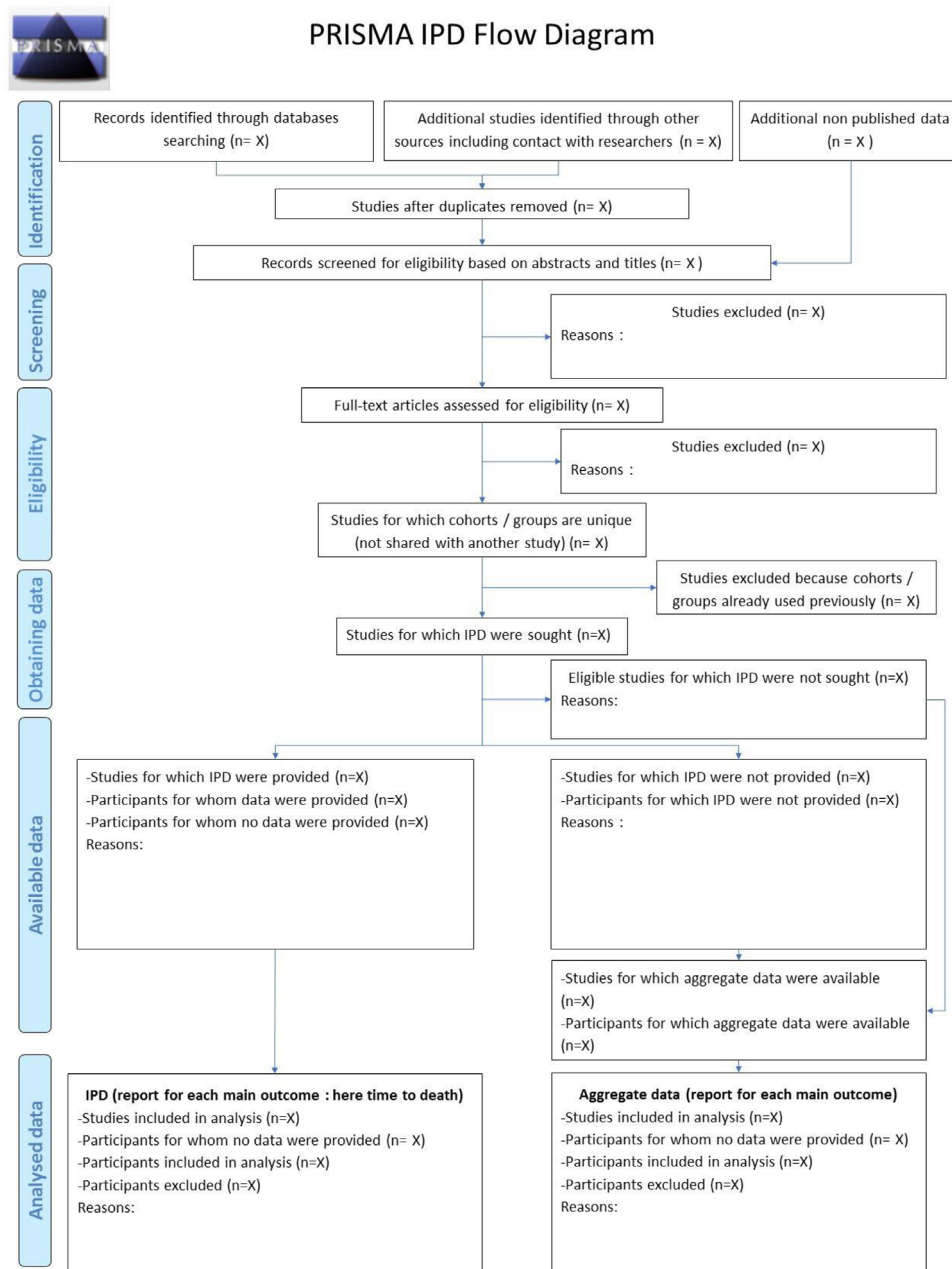 PRISMA
PRISMA IPD Flow Diagram
Identification
Records identified through databases
searching (n= X)
Additional studies identified through other
sources including contact with researchers (n = X)
Additional non published data
(n = X )
Studies after duplicates removed (n= X)
Records screened for eligibility based on abstracts and titles (n= X )
Screening
Studies excluded (n= X)
Reasons :
Eligibility
Full-text articles assessed for eligibility (n= X)
Studies excluded (n= X)
Reasons :
Studies for which cohorts / groups are unique
(not shared with another study) (n= X)
Obtaining data
Studies excluded because cohorts /
groups already used previously (n= X)
Studies for which IPD were sought (n=X)
Eligible studies for which IPD were not sought (n=X)
Reasons:
Available data
-Studies for which IPD were provided (n=X)
-Participants for whom data were provided (n=X)
-Participants for whom no data were provided (n=X)
Reasons:
-Studies for which IPD were not provided (n=X)
-Participants for which IPD were not provided (n=X)
Reasons :
-Studies for which aggregate data were available
(n=X)
-Participants for which aggregate data were available
(n=X)
Analysed data
IPD (report for each main outcome : here time to death)
-Studies included in analysis (n=X)
-Participants for whom no data were provided (n= X)
-Participants included in analysis (n=X)
-Participants excluded (n=X)
Reasons:
Aggregate data (report for each main outcome)
-Studies included in analysis (n=X)
-Participants for whom no data were provided (n= X)
-Participants included in analysis (n=X)
-Participants excluded (n=X)
Reasons: